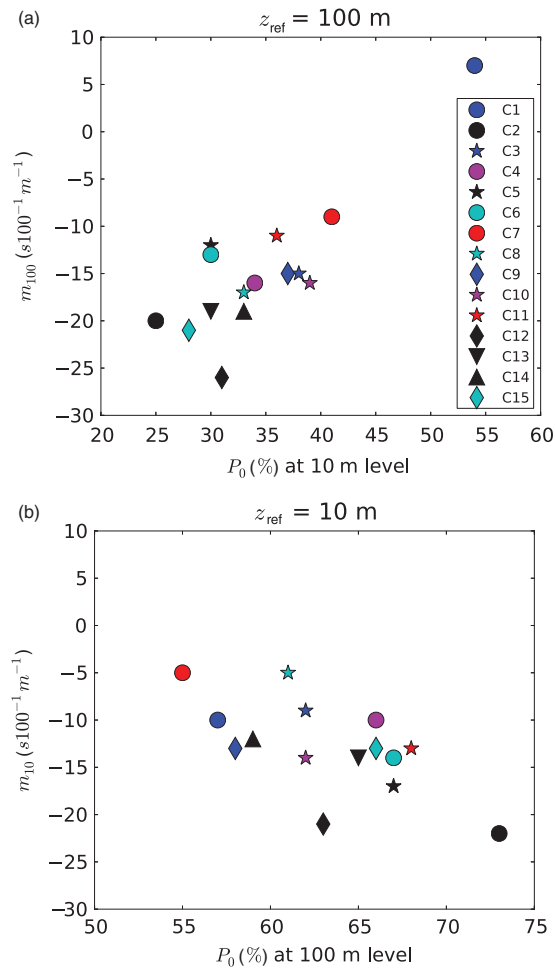 (a)
z_ref = 100 m
10
5
0
−5
−10
−15
−20
−25
−30
m_100 (s100^−1 m^−1)
C1
C2
C3
C4
C5
C6
C7
C8
C9
C10
C11
C12
C13
C14
C15
20 25 30 35 40 45 50 55 60
P_0(%) at 10 m level
(b)
z_ref = 10 m
10
5
0
−5
−10
−15
−20
−25
−30
m_10 (s100^−1 m^−1)
50 55 60 65 70 75
P_0(%) at 100 m level